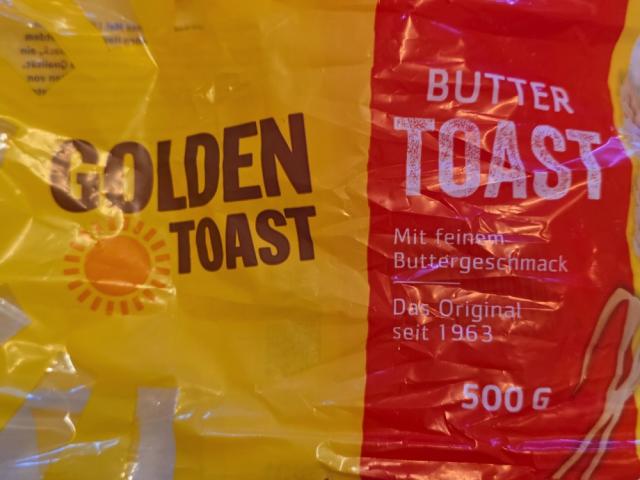 GOLDEN
TOAST
BUTTER
TOAST
Mit feinem
Buttergeschmack
Das Original
seit 1963
500 G